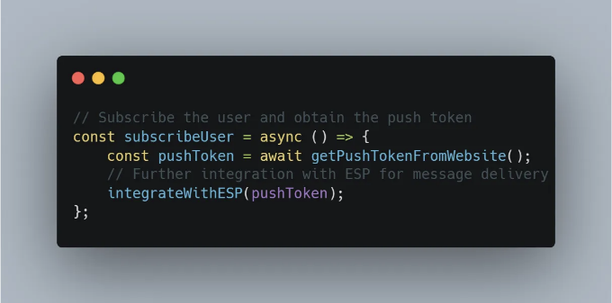 // Subscribe the user and obtain the push token
const subscribeUser = async () => {
    const pushToken = await getPushTokenFromWebsite();
    // Further integration with ESP for message delivery
    integrateWithESP(pushToken);
};